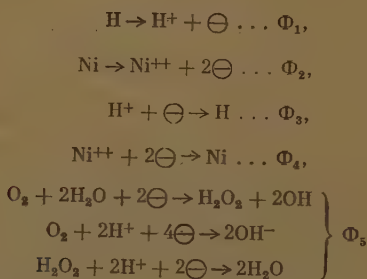 H → H⁺ + ⊖ ... Φ₁,
Ni → Ni⁺⁺ + 2⊖ ... Φ₂,
H⁺ + ⊖ → H ... Φ₃,
Ni⁺⁺ + 2⊖ → Ni ... Φ₄,
O₂ + 2H₂O + 2⊖ → H₂O₂ + 2OH
O₂ + 2H⁺ + 4⊖ → 2OH⁻
H₂O₂ + 2H⁺ + 2⊖ → 2H₂O } Φ₅